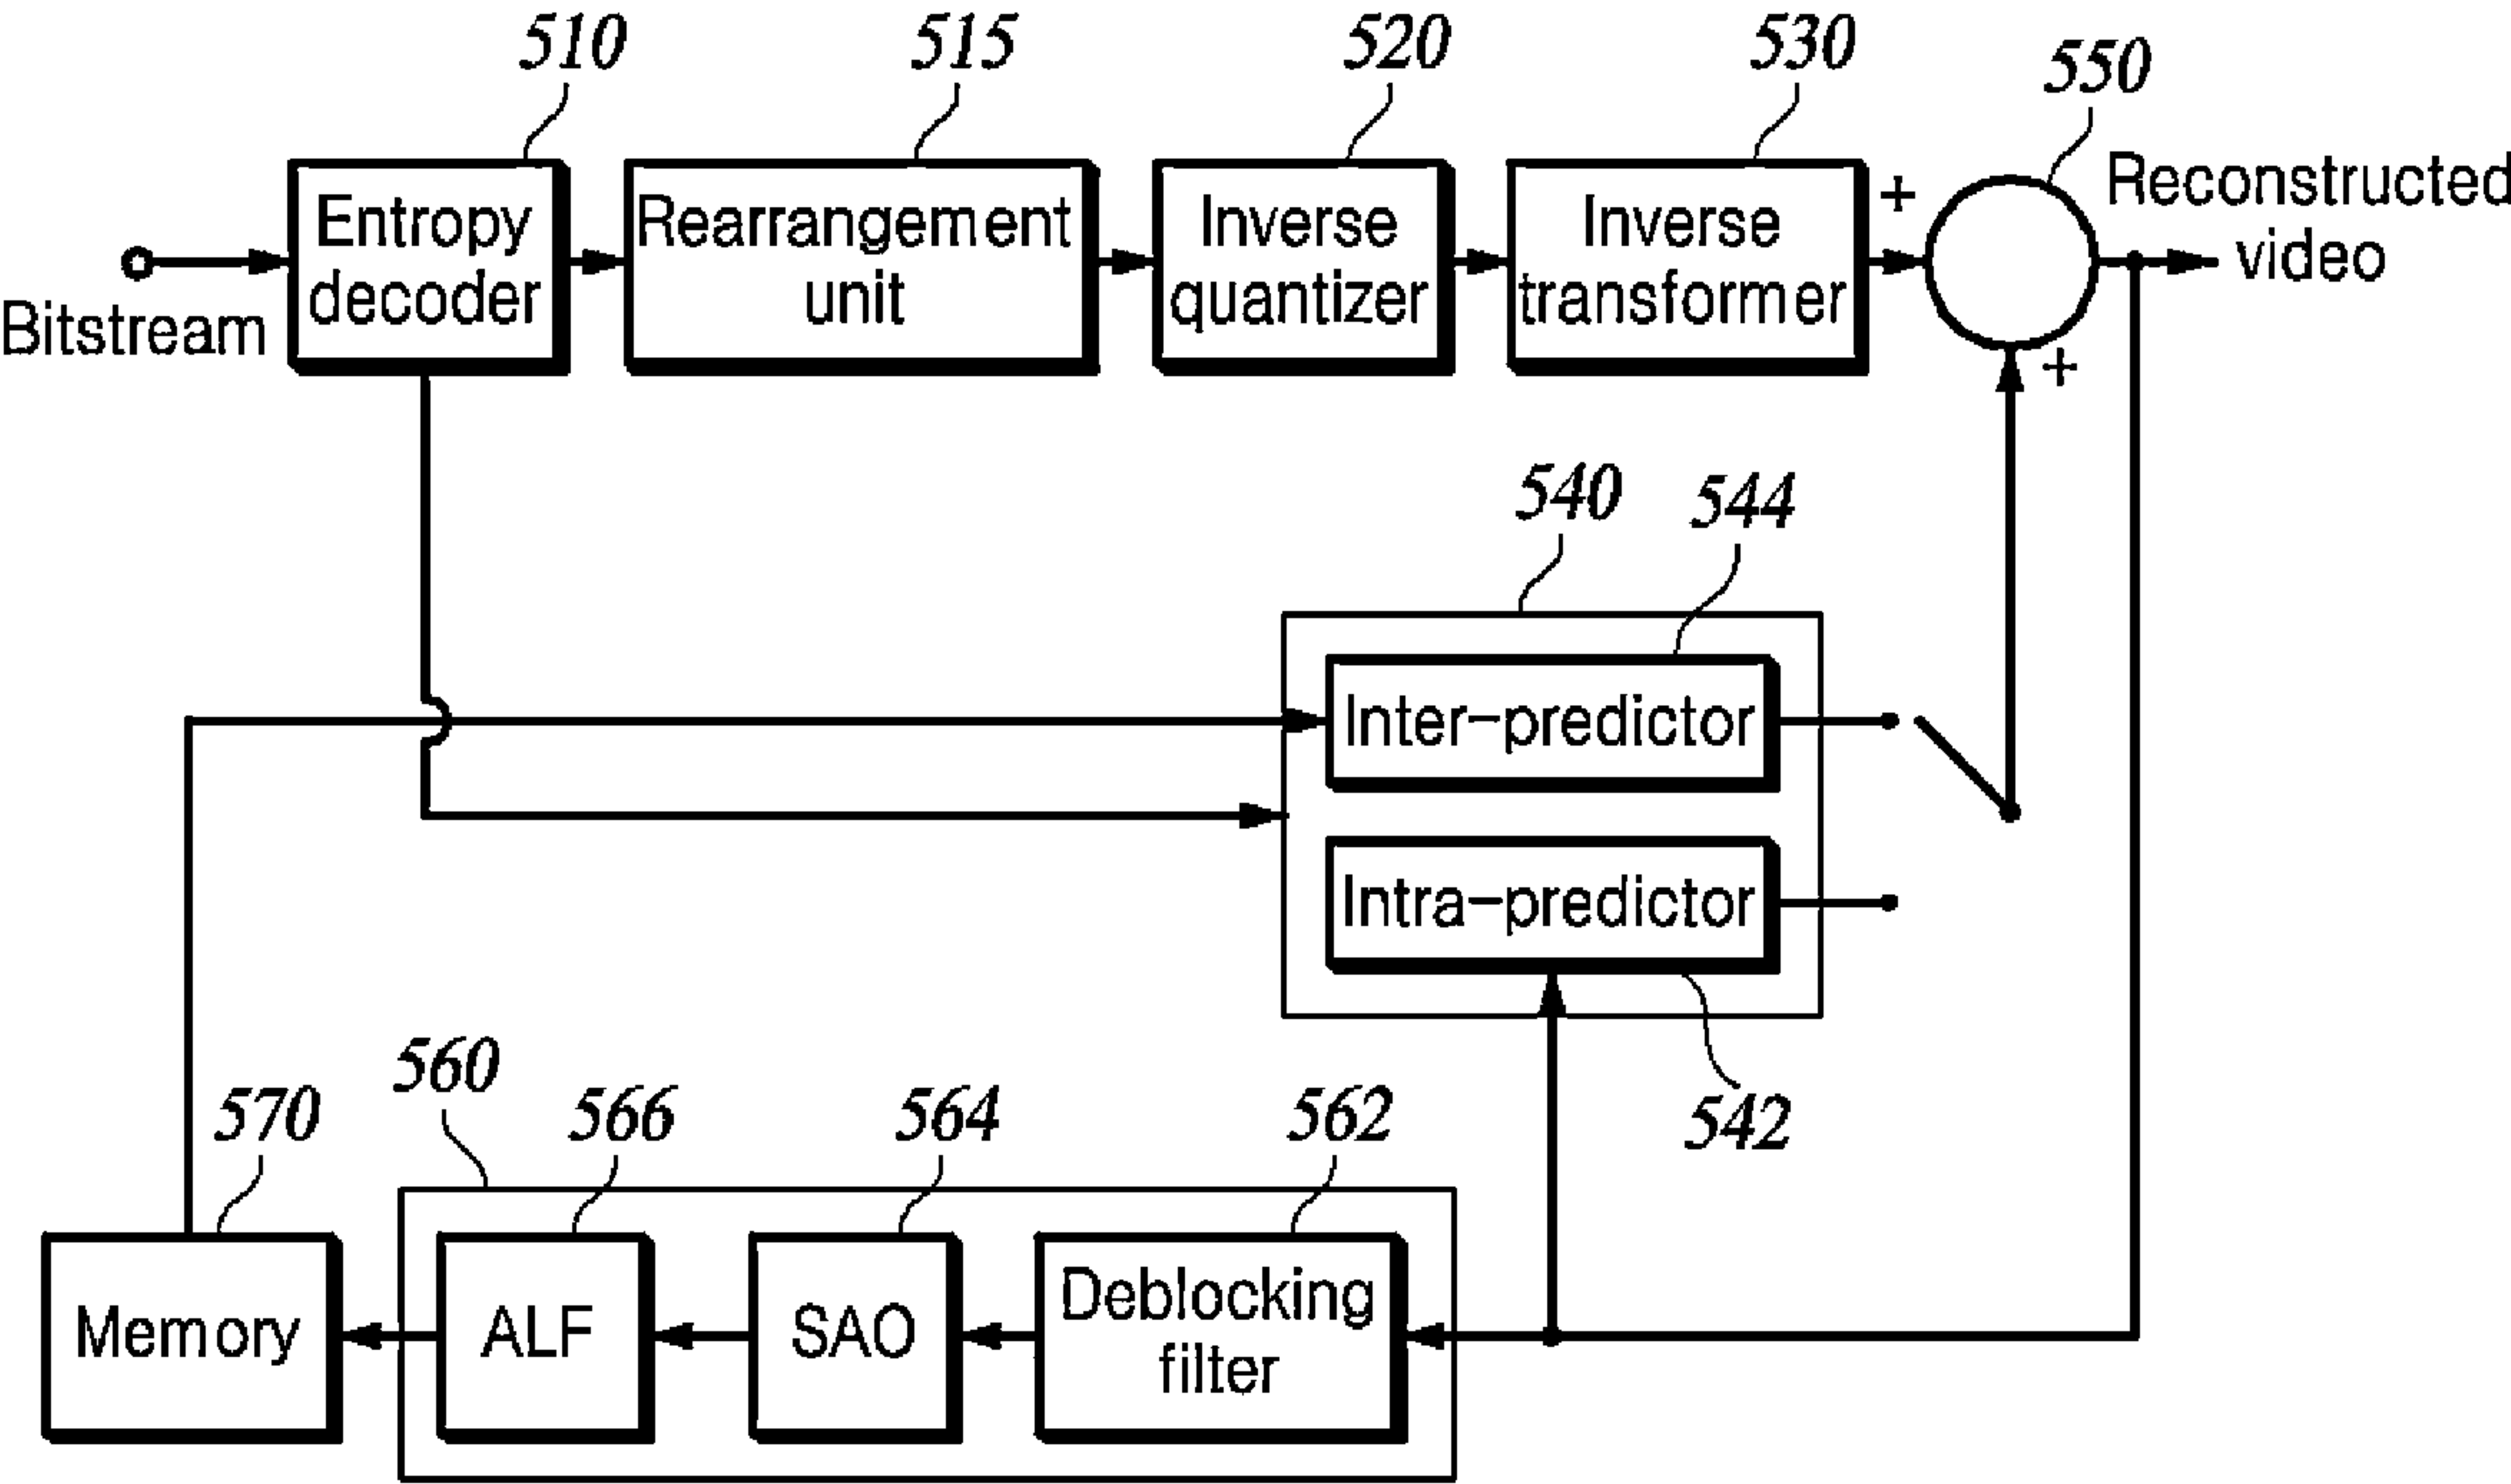 510
515
520
530
550
Entropy
decoder
Rearrangement
unit
Inverse
quantizer
Inverse
transformer
+
Reconstructed
video
Bitstream
+
540
544
Inter-predictor
Intra-predictor
542
560
570
566
564
562
Memory
ALF
SAO
Deblocking
filter